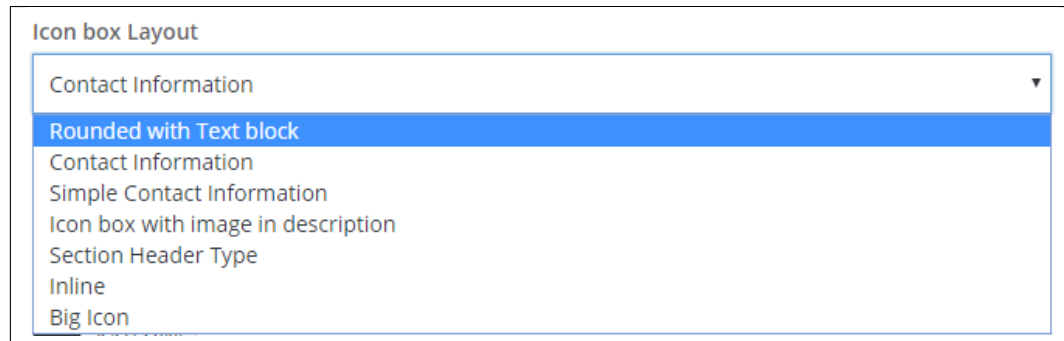 Icon box Layout
Contact Information
Rounded with Text block
Contact Information
Simple Contact Information
Icon box with image in description
Section Header Type
Inline
Big Icon